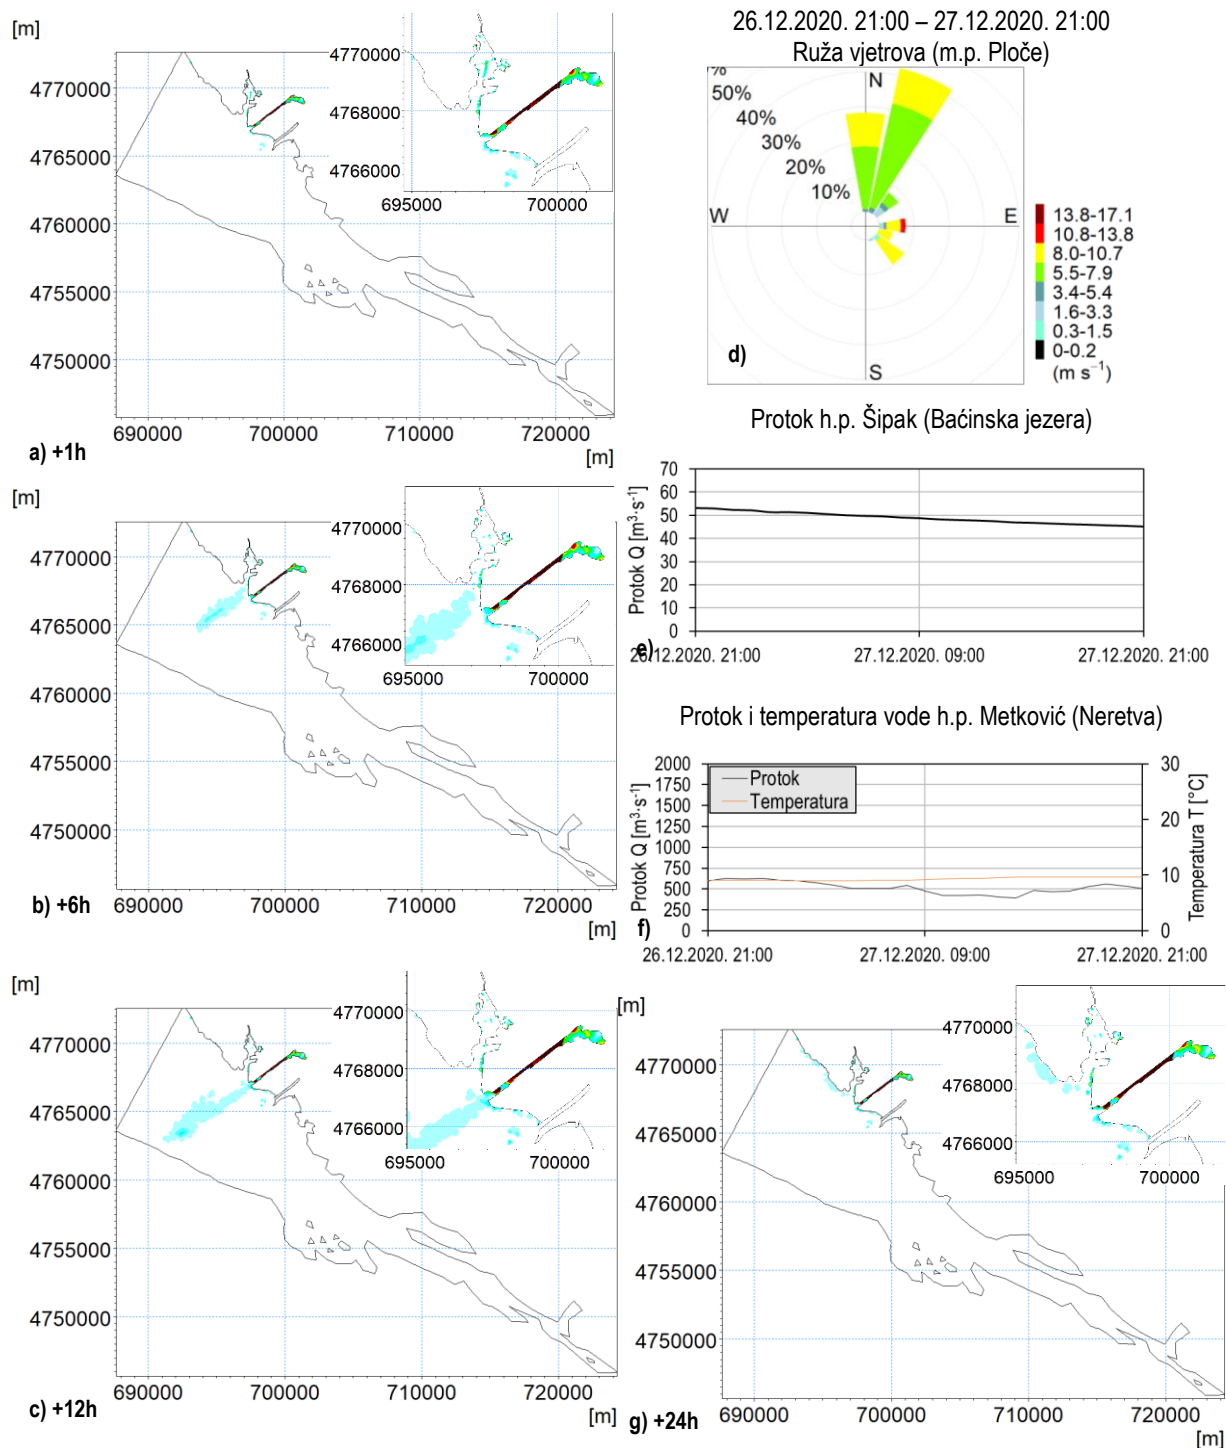 [m]
4770000
4765000
4760000
4755000
4750000
690000 700000 710000 720000
[m]
a) +1h
4770000
4768000
4766000
695000 700000
26.12.2020. 21:00 – 27.12.2020. 21:00
Ruža vjetrova (m.p. Ploče)
%
50%
40%
30%
20%
10%
N
W
E
S
d)
13.8-17.1
10.8-13.8
8.0-10.7
5.5-7.9
3.4-5.4
1.6-3.3
0.3-1.5
0-0.2
(m s⁻¹)
Protok h.p. Šipak (Baćinska jezera)
Protok Q [m³·s⁻¹]
70
60
50
40
30
20
10
0
e)
26.12.2020. 21:00 27.12.2020. 09:00 27.12.2020. 21:00
[m]
4770000
4765000
4760000
4755000
4750000
690000 700000 710000 720000
[m]
b) +6h
4770000
4768000
4766000
695000 700000
Protok i temperatura vode h.p. Metković (Neretva)
Protok Q [m³·s⁻¹]
2000
1750
1500
1250
1000
750
500
250
0
Protok
Temperatura
30
20
10
0
Temperatura T [°C]
f)
26.12.2020. 21:00 27.12.2020. 09:00 27.12.2020. 21:00
[m]
4770000
4765000
4760000
4755000
4750000
690000 700000 710000 720000
[m]
c) +12h
4770000
4768000
4766000
695000 700000
[m]
4770000
4765000
4760000
4755000
4750000
690000 700000 710000 720000
[m]
g) +24h
4770000
4768000
4766000
695000 700000